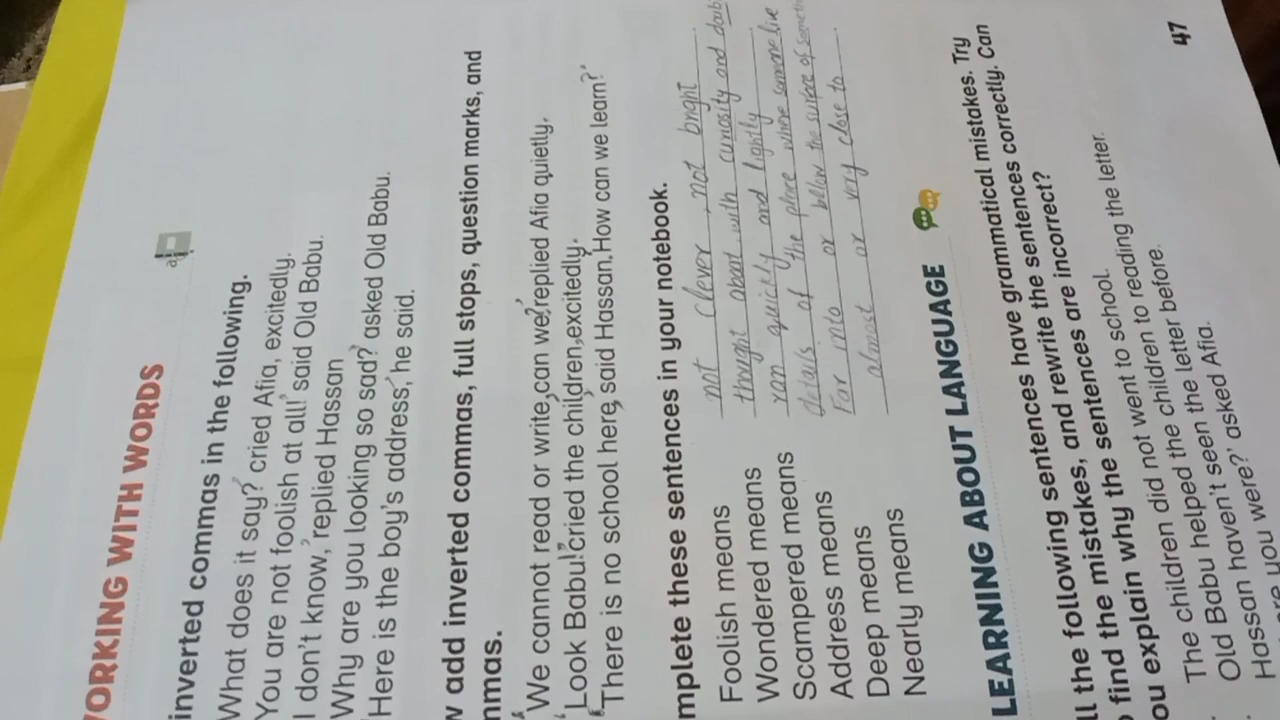 WORKING WITH WORDS
inverted commas in the following.
What does it say?' cried Afia, excitedly.
You are not foolish at all!' said Old Babu.
I don't know,' replied Hassan
Why are you looking so sad?' asked Old Babu.
Here is the boy's address,' he said.
add inverted commas, full stops, question marks, and
mmas.
'We cannot read or write, can we?', replied Afia quietly.
'Look Babu!' cried the children, excitedly.
'There is no school here,' said Hassan, 'How can we learn?'
mplete these sentences in your notebook.
Foolish means not clever, not bright
Wondered means thought about with curiosity and doub
Scampered means ran quickly and lightly
Address means details of the place where someone live
Deep means Far into or bellow the surface of Someth
Nearly means almost or very close to
LEARNING ABOUT LANGUAGE
ll the following sentences have grammatical mistakes. Try
find the mistakes, and rewrite the sentences correctly. Can
ou explain why the sentences are incorrect?
The children did not went to school.
Old Babu helped the children to reading the letter.
Hassan haven't seen the letter before.
you were?' asked Afia.
47